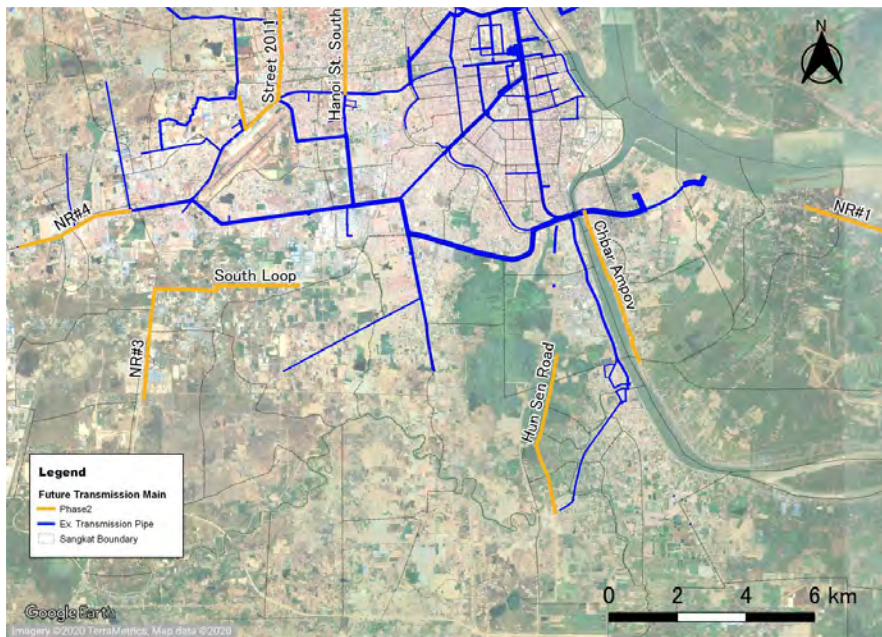 Street 2011
Hanoi St. South
N
NR#4
NR#1
Chbar Ampov
South Loop
NR#3
Hun Sen Road
Legend
Future Transmission Main
Phase2
Ex. Transmission Pipe
Sangkat Boundary
0 2 4 6 km
Google Earth
Imagery ©2020 TerraMetrics, Map data ©2020